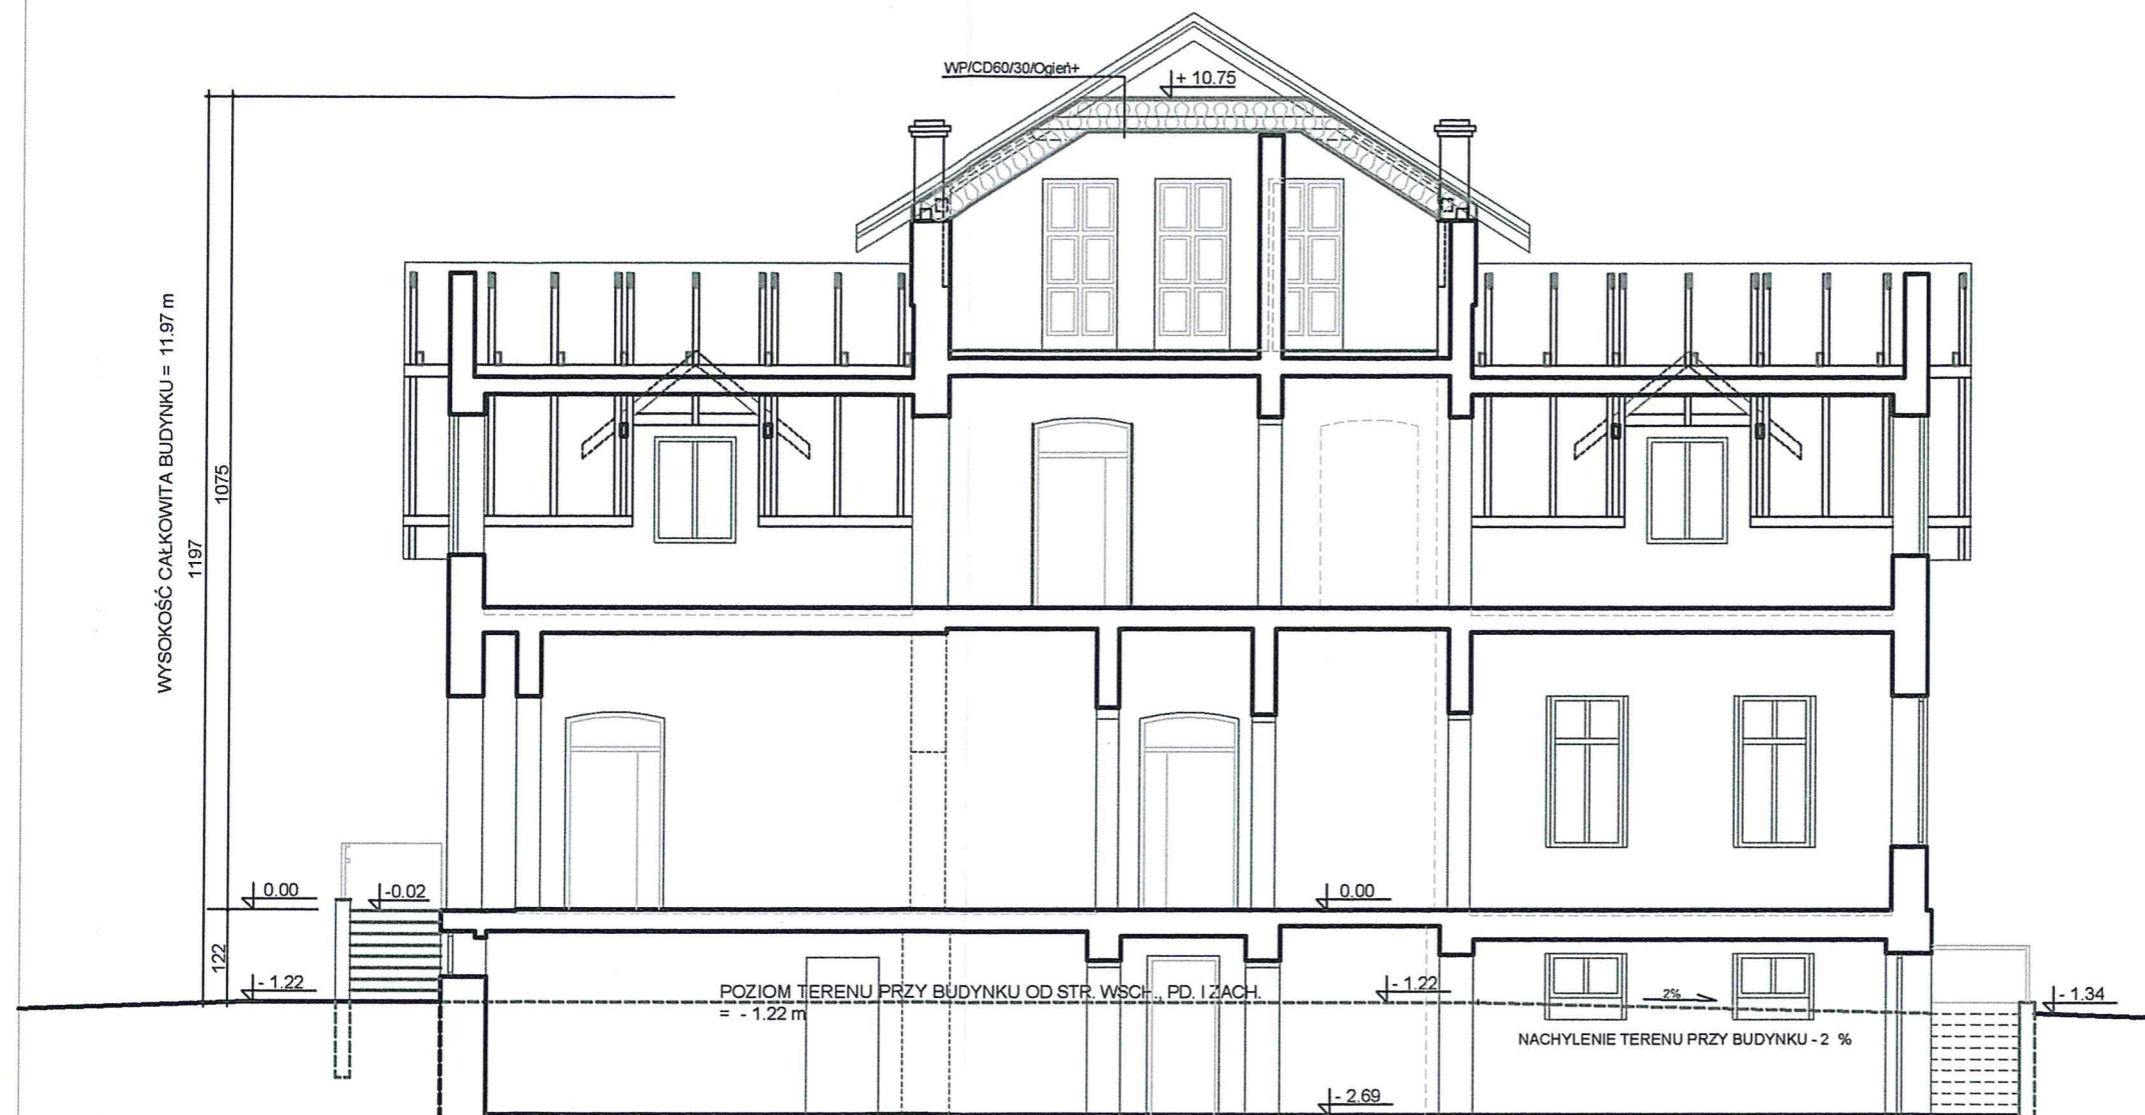 WP/CD60/30/Ogień+
+ 10.75
WYSOKOŚĆ CAŁKOWITA BUDYNKU = 11.97 m
1197
1075
122
0.00
-0.02
0.00
- 1.22
POZIOM TERENU PRZY BUDYNKU OD STR. WSCH., PD. I ZACH.
= - 1.22 m
- 1.22
2%
- 1.34
NACHYLENIE TERENU PRZY BUDYNKU - 2 %
- 2.69